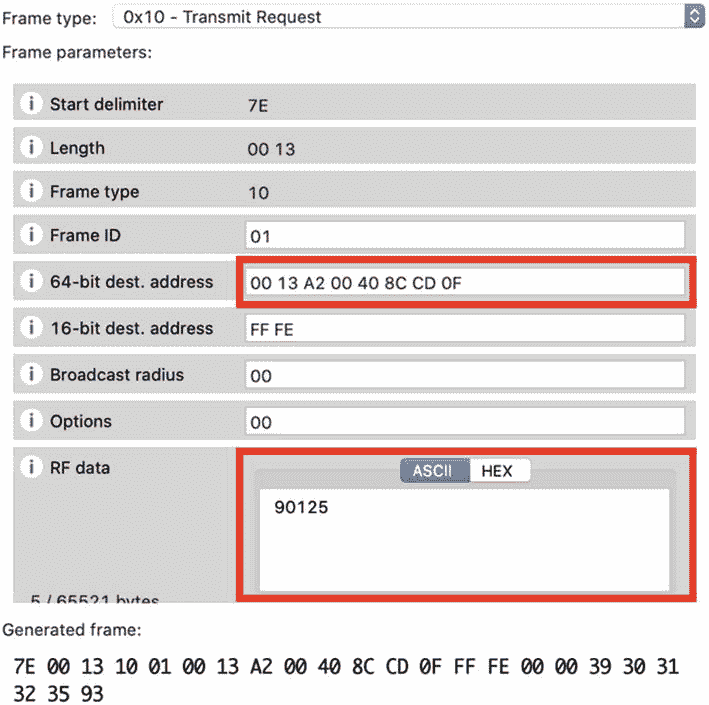 Frame type: 0x10 - Transmit Request
Frame parameters:
i Start delimiter 7E
i Length 00 13
i Frame type 10
i Frame ID 01
i 64-bit dest. address 00 13 A2 00 40 8C CD 0F
i 16-bit dest. address FF FE
i Broadcast radius 00
i Options 00
i RF data ASCII HEX
90125
5 / 65521 bytes
Generated frame:
7E 00 13 10 01 00 13 A2 00 40 8C CD 0F FF FE 00 00 39 30 31
32 35 93